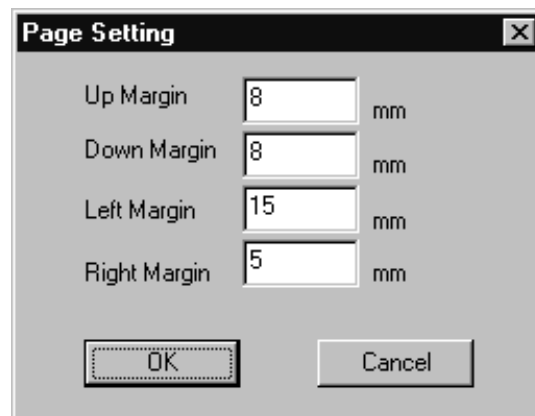 Page Setting
Up Margin 8 mm
Down Margin 8 mm
Left Margin 15 mm
Right Margin 5 mm
OK Cancel